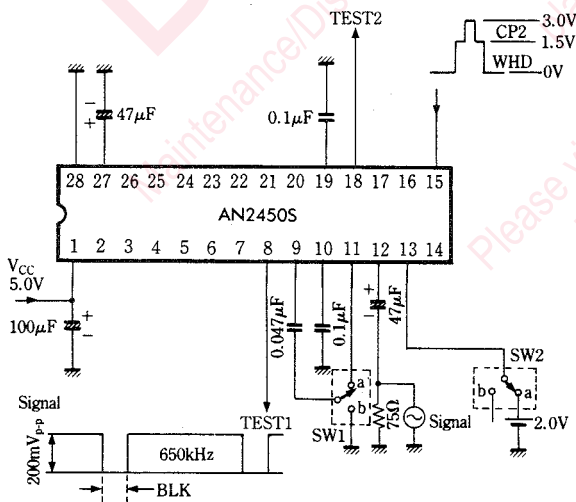 TEST2
3.0V
CP2
1.5V
WHD
0V
47μF
0.1μF
Maintenance/Dis
Please v
28 27 26 25 24 23 22 21 20 19 18 17 16 15
AN2450S
1 2 3 4 5 6 7 8 9 10 11 12 13 14
VCC
5.0V
100μF
0.047μF
0.1μF
47μF
SW2
b
a
2.0V
a
b
SW1
75Ω
Signal
TEST1
Signal
200mVp-p
650kHz
BLK